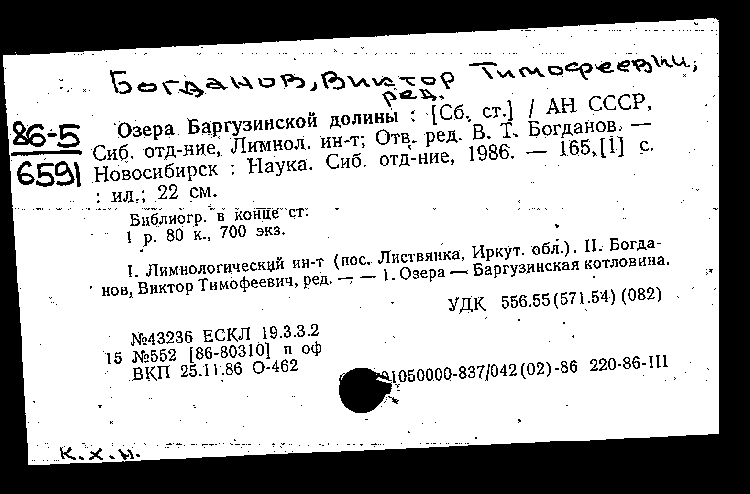 Богданов, Виктор Тимофеевич,
ред.
86-5
6591
Озера Баргузинской долины : [Сб. ст.] / АН СССР,
Сиб. отд-ние, Лимнол. ин-т; Отв. ред. В. Т. Богданов. —
Новосибирск : Наука. Сиб. отд-ние, 1986. — 165,[1] с.
: ил.; 22 см.
Библиогр. в конце ст.
1 р. 80 к., 700 экз.
I. Лимнологический ин-т (пос. Листвянка, Иркут. обл.). II. Богда-
нов, Виктор Тимофеевич, ред. — — 1. Озера — Баргузинская котловина.
УДК 556.55(571.54)(082)
№43236 ЕСКЛ 19.3.3.2
15 №552 [86-80310] п оф
ВКП 25.11.86 О-462
01050000-837/042(02)-86 220-86-III
К.Х.Н.